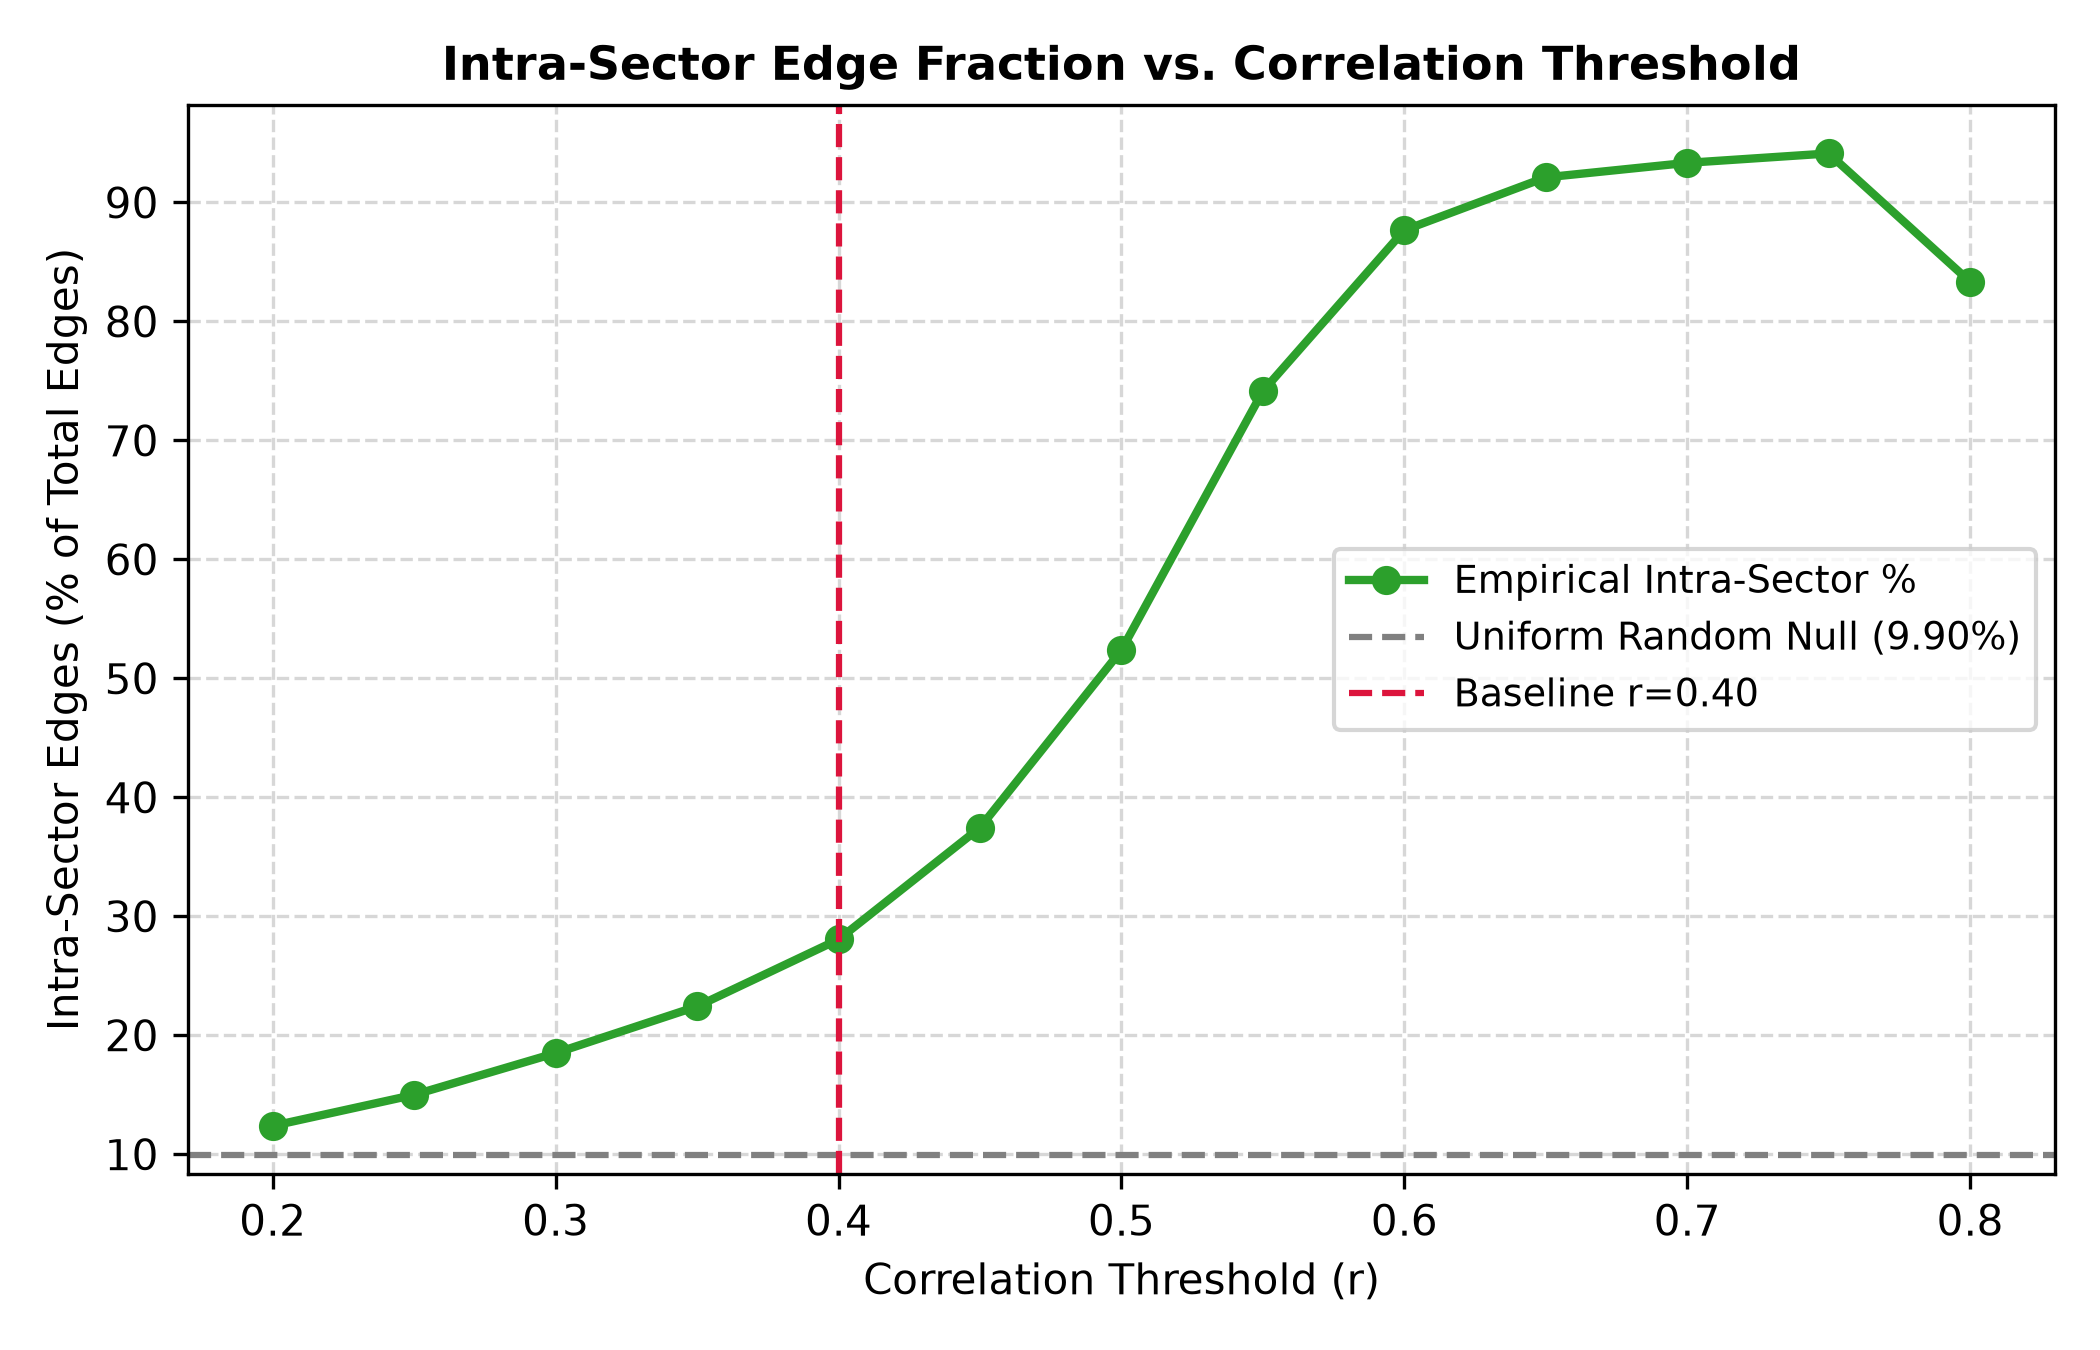 Intra-Sector Edge Fraction vs. Correlation Threshold
Intra-Sector Edges (% of Total Edges)
90
80
70
60
50
40
30
20
10
Empirical Intra-Sector %
Uniform Random Null (9.90%)
Baseline r=0.40
0.2 0.3 0.4 0.5 0.6 0.7 0.8
Correlation Threshold (r)